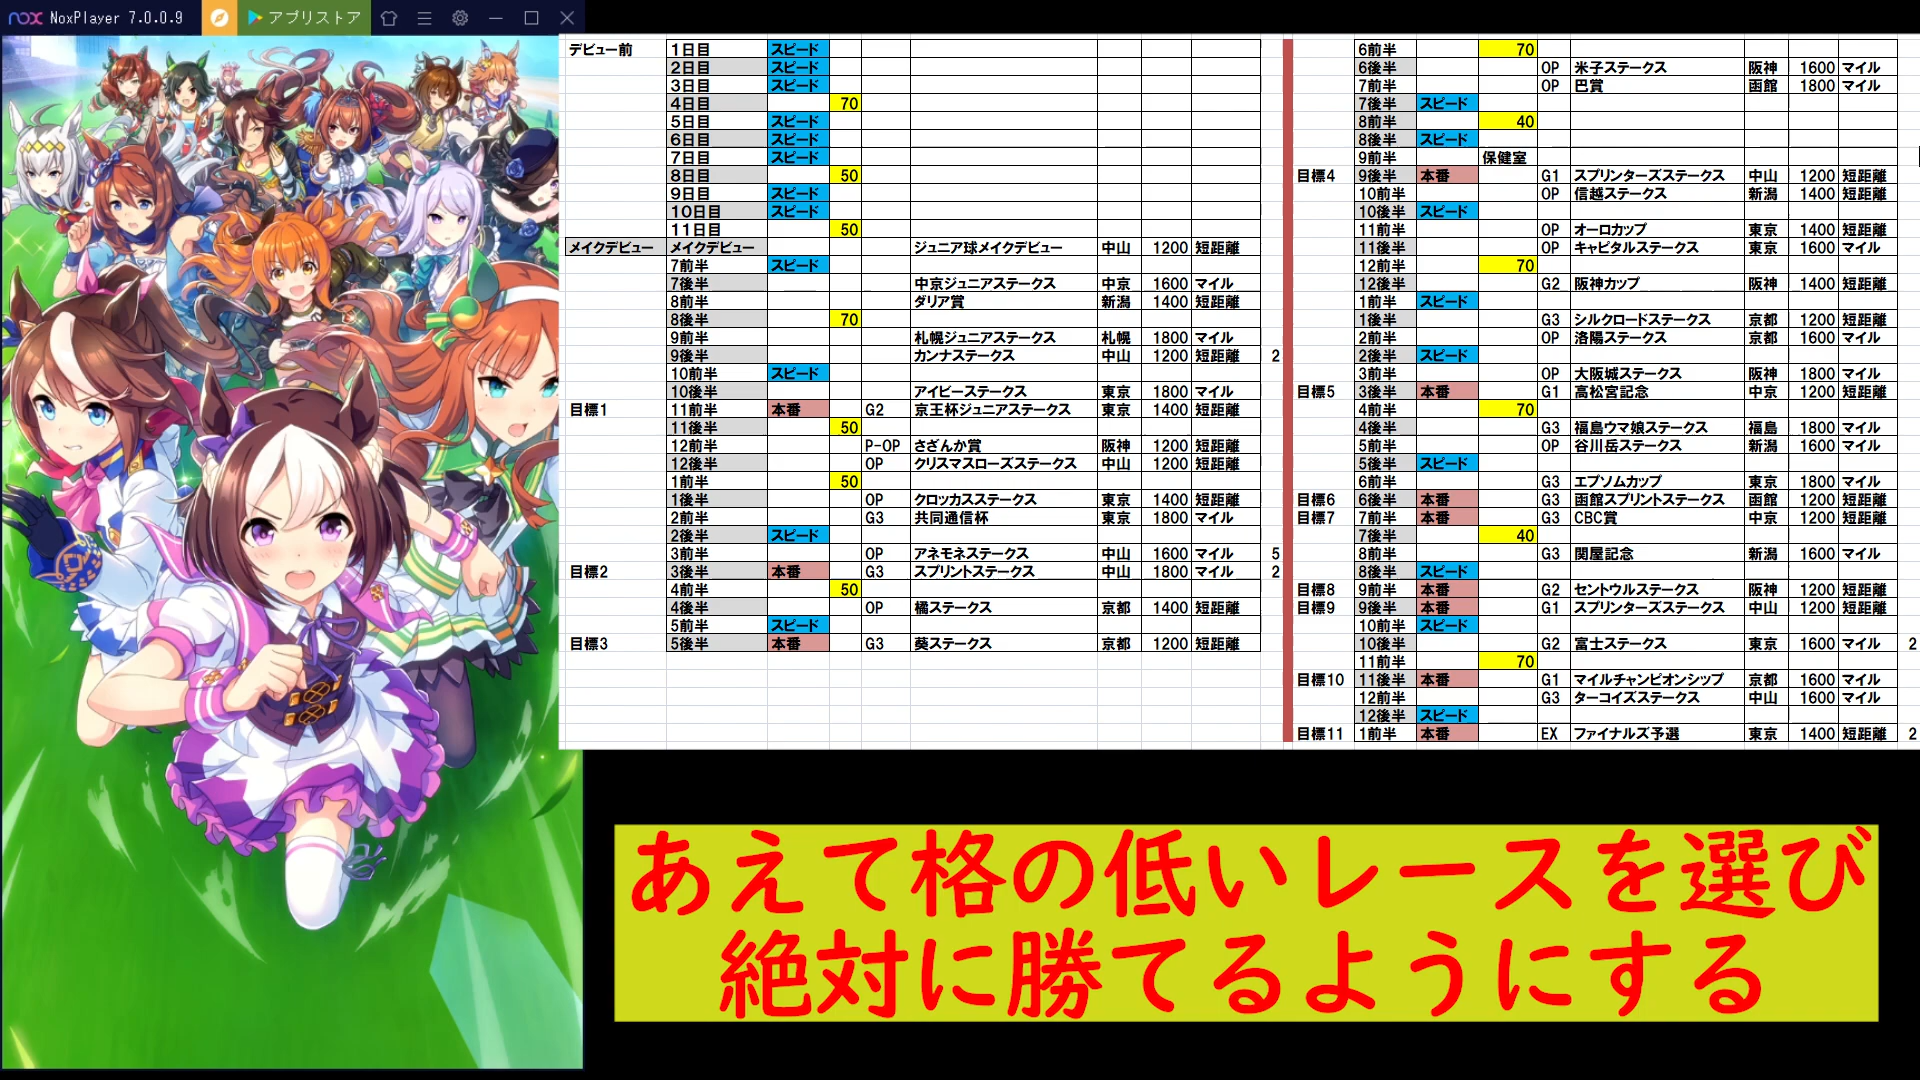 nox NoxPlayer 7.0.0.9 アプリストア
デビュー前 1日目 スピード
2日目 スピード
3日目 スピード
4日目 70
5日目 スピード
6日目 スピード
7日目 スピード
8日目 50
9日目 スピード
10日目 スピード
11日目 50
メイクデビュー メイクデビュー ジュニア球メイクデビュー 中山 1200 短距離
7前半 スピード
7後半 中京ジュニアステークス 中京 1600 マイル
8前半 ダリア賞 新潟 1400 短距離
8後半 70
9前半 札幌ジュニアステークス 札幌 1800 マイル
9後半 カンナステークス 中山 1200 短距離 2
10前半 スピード
10後半 アイビーステークス 東京 1800 マイル
目標1 11前半 本番 G2 京王杯ジュニアステークス 東京 1400 短距離
11後半 50
12前半 P-OP さざんか賞 阪神 1200 短距離
12後半 OP クリスマスローズステークス 中山 1200 短距離
1前半 50
1後半 OP クロッカスステークス 東京 1400 短距離
2前半 G3 共同通信杯 東京 1800 マイル
2後半 スピード
3前半 OP アネモネステークス 中山 1600 マイル 5
目標2 3後半 本番 G3 スプリントステークス 中山 1800 マイル 2
4前半 50
4後半 OP 橘ステークス 京都 1400 短距離
5前半 スピード
目標3 5後半 本番 G3 葵ステークス 京都 1200 短距離
6前半 70
6後半 OP 米子ステークス 阪神 1600 マイル
7前半 OP 巴賞 函館 1800 マイル
7後半 スピード
8前半 40
8後半 スピード
9前半 保健室
目標4 9後半 本番 G1 スプリンターズステークス 中山 1200 短距離
10前半 OP 信越ステークス 新潟 1400 短距離
10後半 スピード
11前半 OP オーロカップ 東京 1400 短距離
11後半 OP キャピタルステークス 東京 1600 マイル
12前半 70
12後半 G2 阪神カップ 阪神 1400 短距離
1前半 スピード
1後半 G3 シルクロードステークス 京都 1200 短距離
2前半 OP 洛陽ステークス 京都 1600 マイル
2後半 スピード
3前半 OP 大阪城ステークス 阪神 1800 マイル
目標5 3後半 本番 G1 高松宮記念 中京 1200 短距離
4前半 70
4後半 G3 福島ウマ娘ステークス 福島 1800 マイル
5前半 OP 谷川岳ステークス 新潟 1600 マイル
5後半 スピード
6前半 G3 エプソムカップ 東京 1800 マイル
目標6 6後半 本番 G3 函館スプリントステークス 函館 1200 短距離
目標7 7前半 本番 G3 CBC賞 中京 1200 短距離
7後半 40
8前半 G3 関屋記念 新潟 1600 マイル
8後半 スピード
目標8 9前半 本番 G2 セントウルステークス 阪神 1200 短距離
目標9 9後半 本番 G1 スプリンターズステークス 中山 1200 短距離
10前半 スピード
10後半 G2 富士ステークス 東京 1600 マイル 2
11前半 70
目標10 11後半 本番 G1 マイルチャンピオンシップ 京都 1600 マイル
12前半 G3 ターコイズステークス 中山 1600 マイル
12後半 スピード
目標11 1前半 本番 EX ファイナルズ予選 東京 1400 短距離 2
あえて格の低いレースを選び
絶対に勝てるようにする